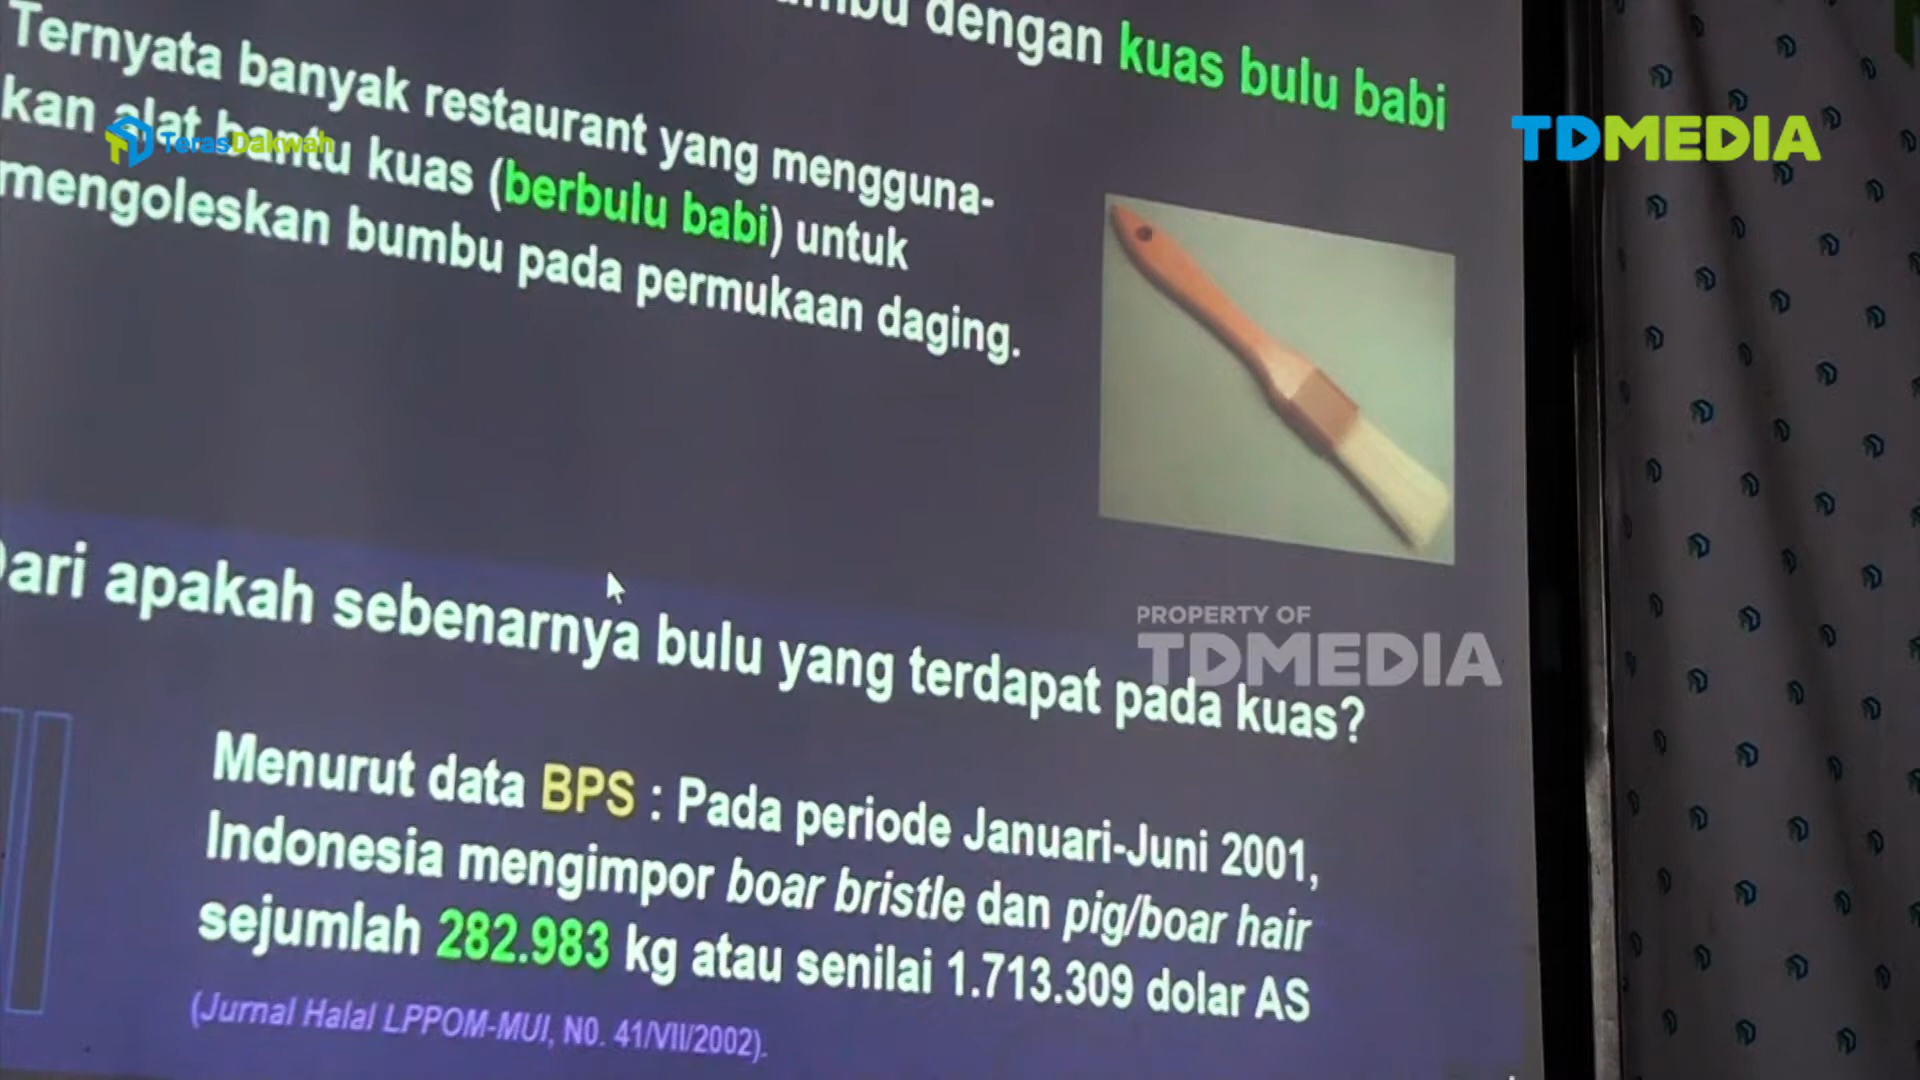 dengan kuas bulu babi
Ternyata banyak restaurant yang mengguna-
kan alat bantu kuas (berbulu babi) untuk
mengoleskan bumbu pada permukaan daging.
TerasDakwah
TDMEDIA
PROPERTY OF
TDMEDIA
Dari apakah sebenarnya bulu yang terdapat pada kuas?
Menurut data BPS : Pada periode Januari-Juni 2001,
Indonesia mengimpor boar bristle dan pig/boar hair
sejumlah 282.983 kg atau senilai 1.713.309 dolar AS
(Jurnal Halal LPPOM-MUI, N0. 41/VII/2002).